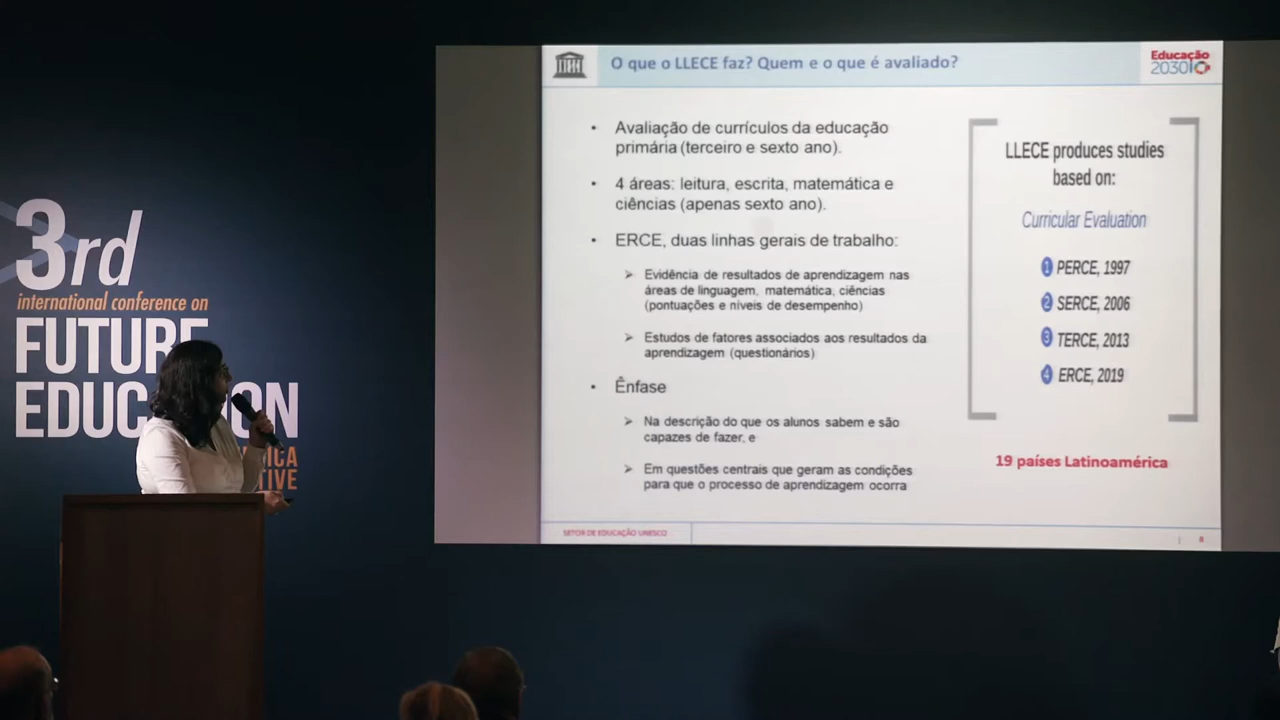 3rd
international conference on
FUTURE
O que o LLECE faz? Quem e o que é avaliado?
Educação
2030
• Avaliação de currículos da educação
primária (terceiro e sexto ano).
• 4 áreas: leitura, escrita, matemática e
ciências (apenas sexto ano).
• ERCE, duas linhas gerais de trabalho:
➢ Evidência de resultados de aprendizagem nas
áreas de linguagem, matemática, ciências
(pontuações e níveis de desempenho)
➢ Estudos de fatores associados aos resultados da
aprendizagem (questionários)
• Ênfase
➢ Na descrição do que os alunos sabem e são
capazes de fazer, e
➢ Em questões centrais que geram as condições
para que o processo de aprendizagem ocorra
LLECE produces studies
based on:
Curricular Evaluation
1 PERCE, 1997
2 SERCE, 2006
3 TERCE, 2013
4 ERCE, 2019
19 países Latinoamérica
SETOR DE EDUCAÇÃO UNESCO
8